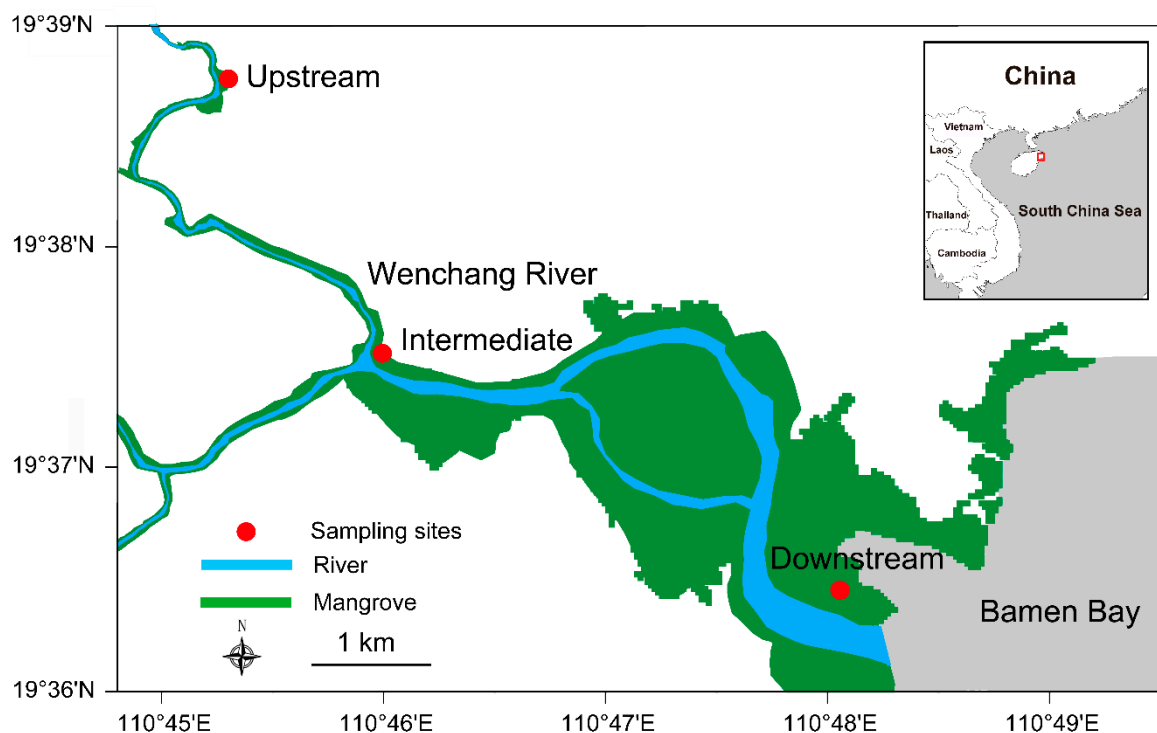 19°39'N
Upstream
China
Vietnam
Laos
South China Sea
Thailand
Cambodia
19°38'N
Wenchang River
Intermediate
19°37'N
Sampling sites
River
Mangrove
N
1 km
Downstream
Bamen Bay
19°36'N
110°45'E
110°46'E
110°47'E
110°48'E
110°49'E